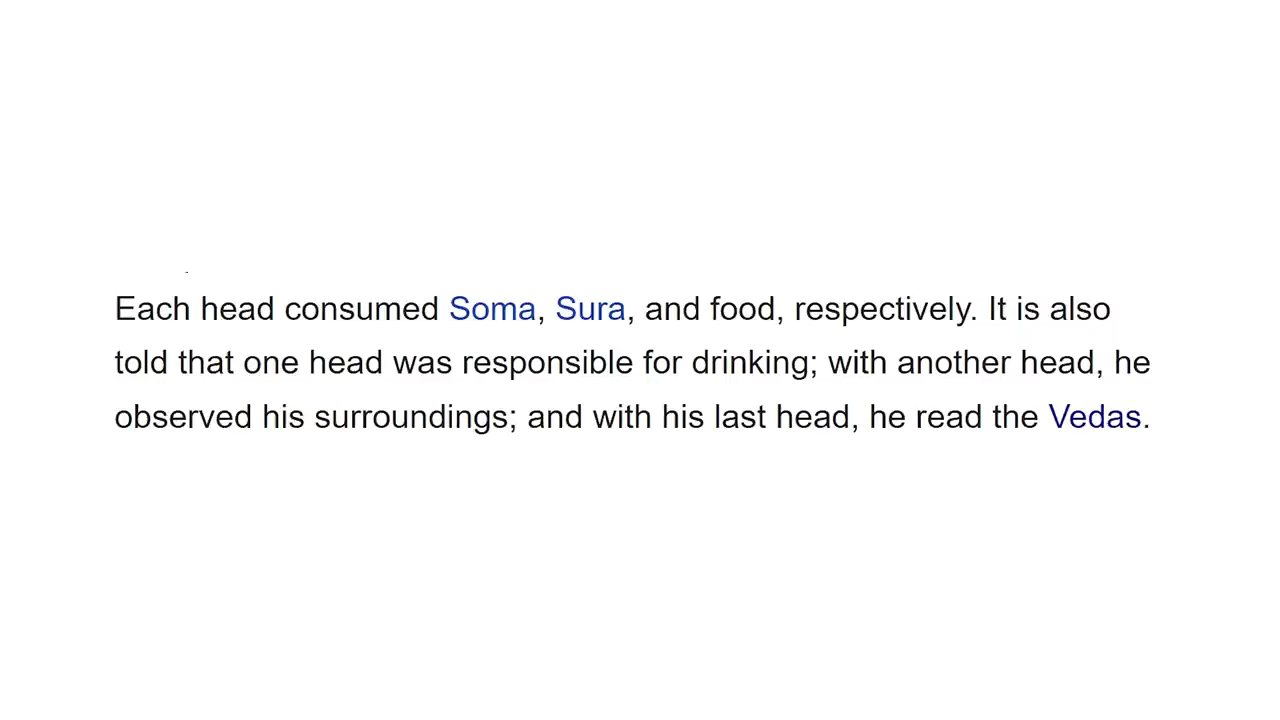 Each head consumed Soma, Sura, and food, respectively. It is also
told that one head was responsible for drinking; with another head, he
observed his surroundings; and with his last head, he read the Vedas.